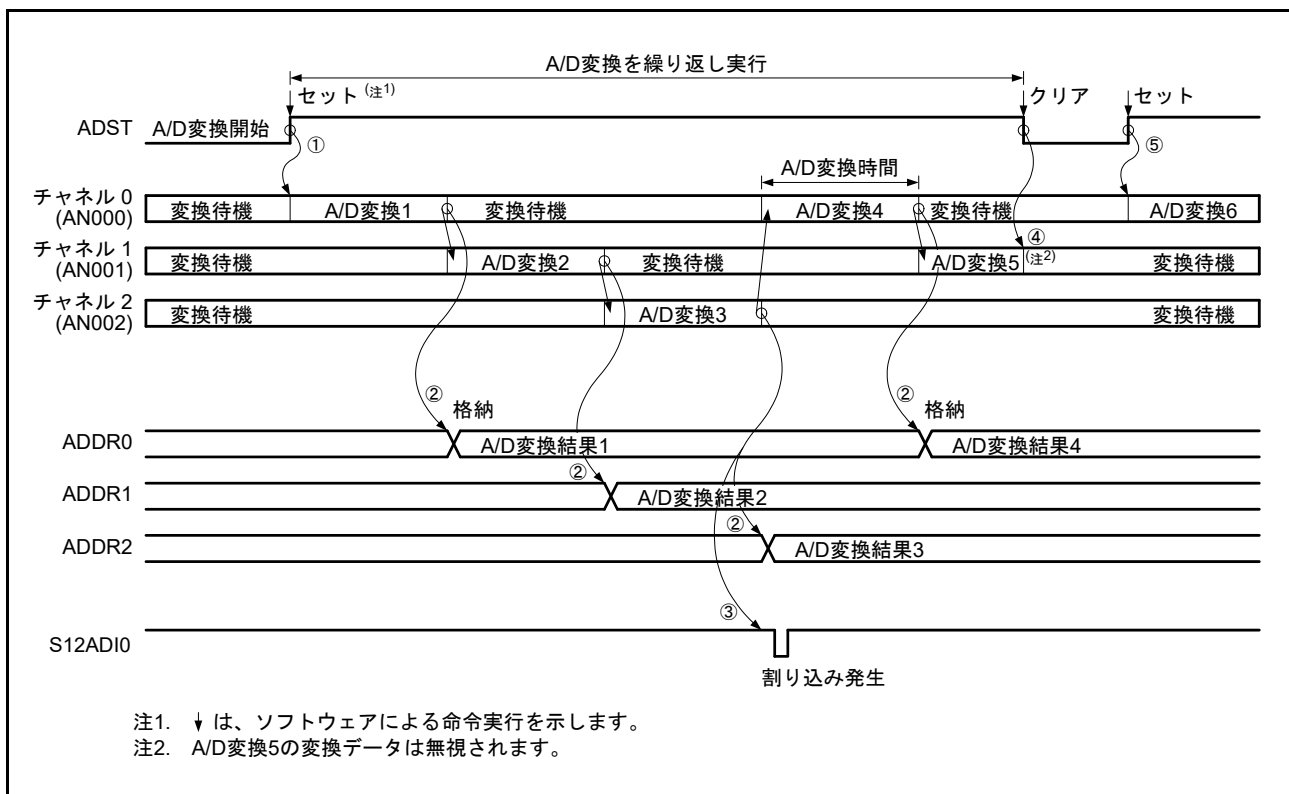 A/D変換を繰り返し実行
セット (注1)
クリア
セット
ADST
A/D変換開始
①
⑤
A/D変換時間
チャネル 0
(AN000)
変換待機
A/D変換1
変換待機
A/D変換4
変換待機
A/D変換6
チャネル 1
(AN001)
変換待機
A/D変換2
変換待機
A/D変換5
④
(注2)
変換待機
チャネル 2
(AN002)
変換待機
A/D変換3
変換待機
②
格納
②
格納
ADDR0
A/D変換結果1
A/D変換結果4
②
ADDR1
A/D変換結果2
②
ADDR2
A/D変換結果3
③
S12ADI0
割り込み発生
注1. は、ソフトウェアによる命令実行を示します。
注2. A/D変換5の変換データは無視されます。